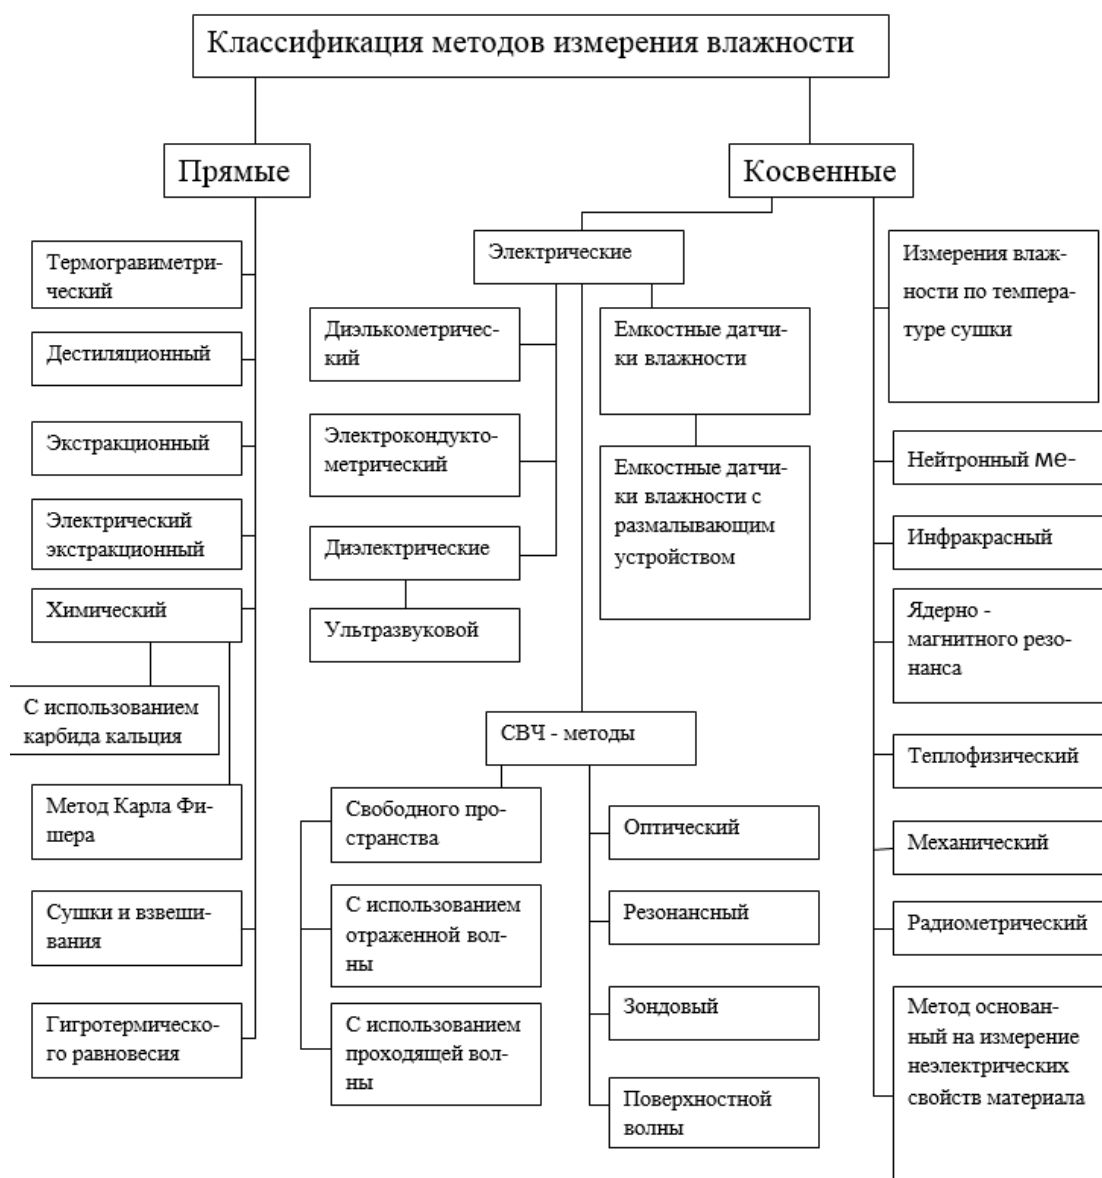 Классификация методов измерения влажности
Прямые
Косвенные
Термогравиметри-
ческий
Дестиляционный
Экстракционный
Электрический
экстракционный
Химический
С использованием
карбида кальция
Метод Карла Фи-
шера
Сушки и взвеши-
вания
Гигротермическо-
го равновесия
Электрические
Диэлькометричес-
кий
Электрокондукто-
метрический
Диэлектрические
Ультразвуковой
Емкостные датчи-
ки влажности
Емкостные датчи-
ки влажности с
размалывающим
устройством
СВЧ - методы
Свободного про-
странства
С использованием
отраженной вол-
ны
С использованием
проходящей вол-
ны
Оптический
Резонансный
Зондовый
Поверхностной
волны
Измерения влаж-
ности по темпера-
туре сушки
Нейтронный ме-
Инфракрасный
Ядерно -
магнитного резо-
нанса
Теплофизический
Механический
Радиометрический
Метод основан-
ный на измерение
неэлектрических
свойств материала